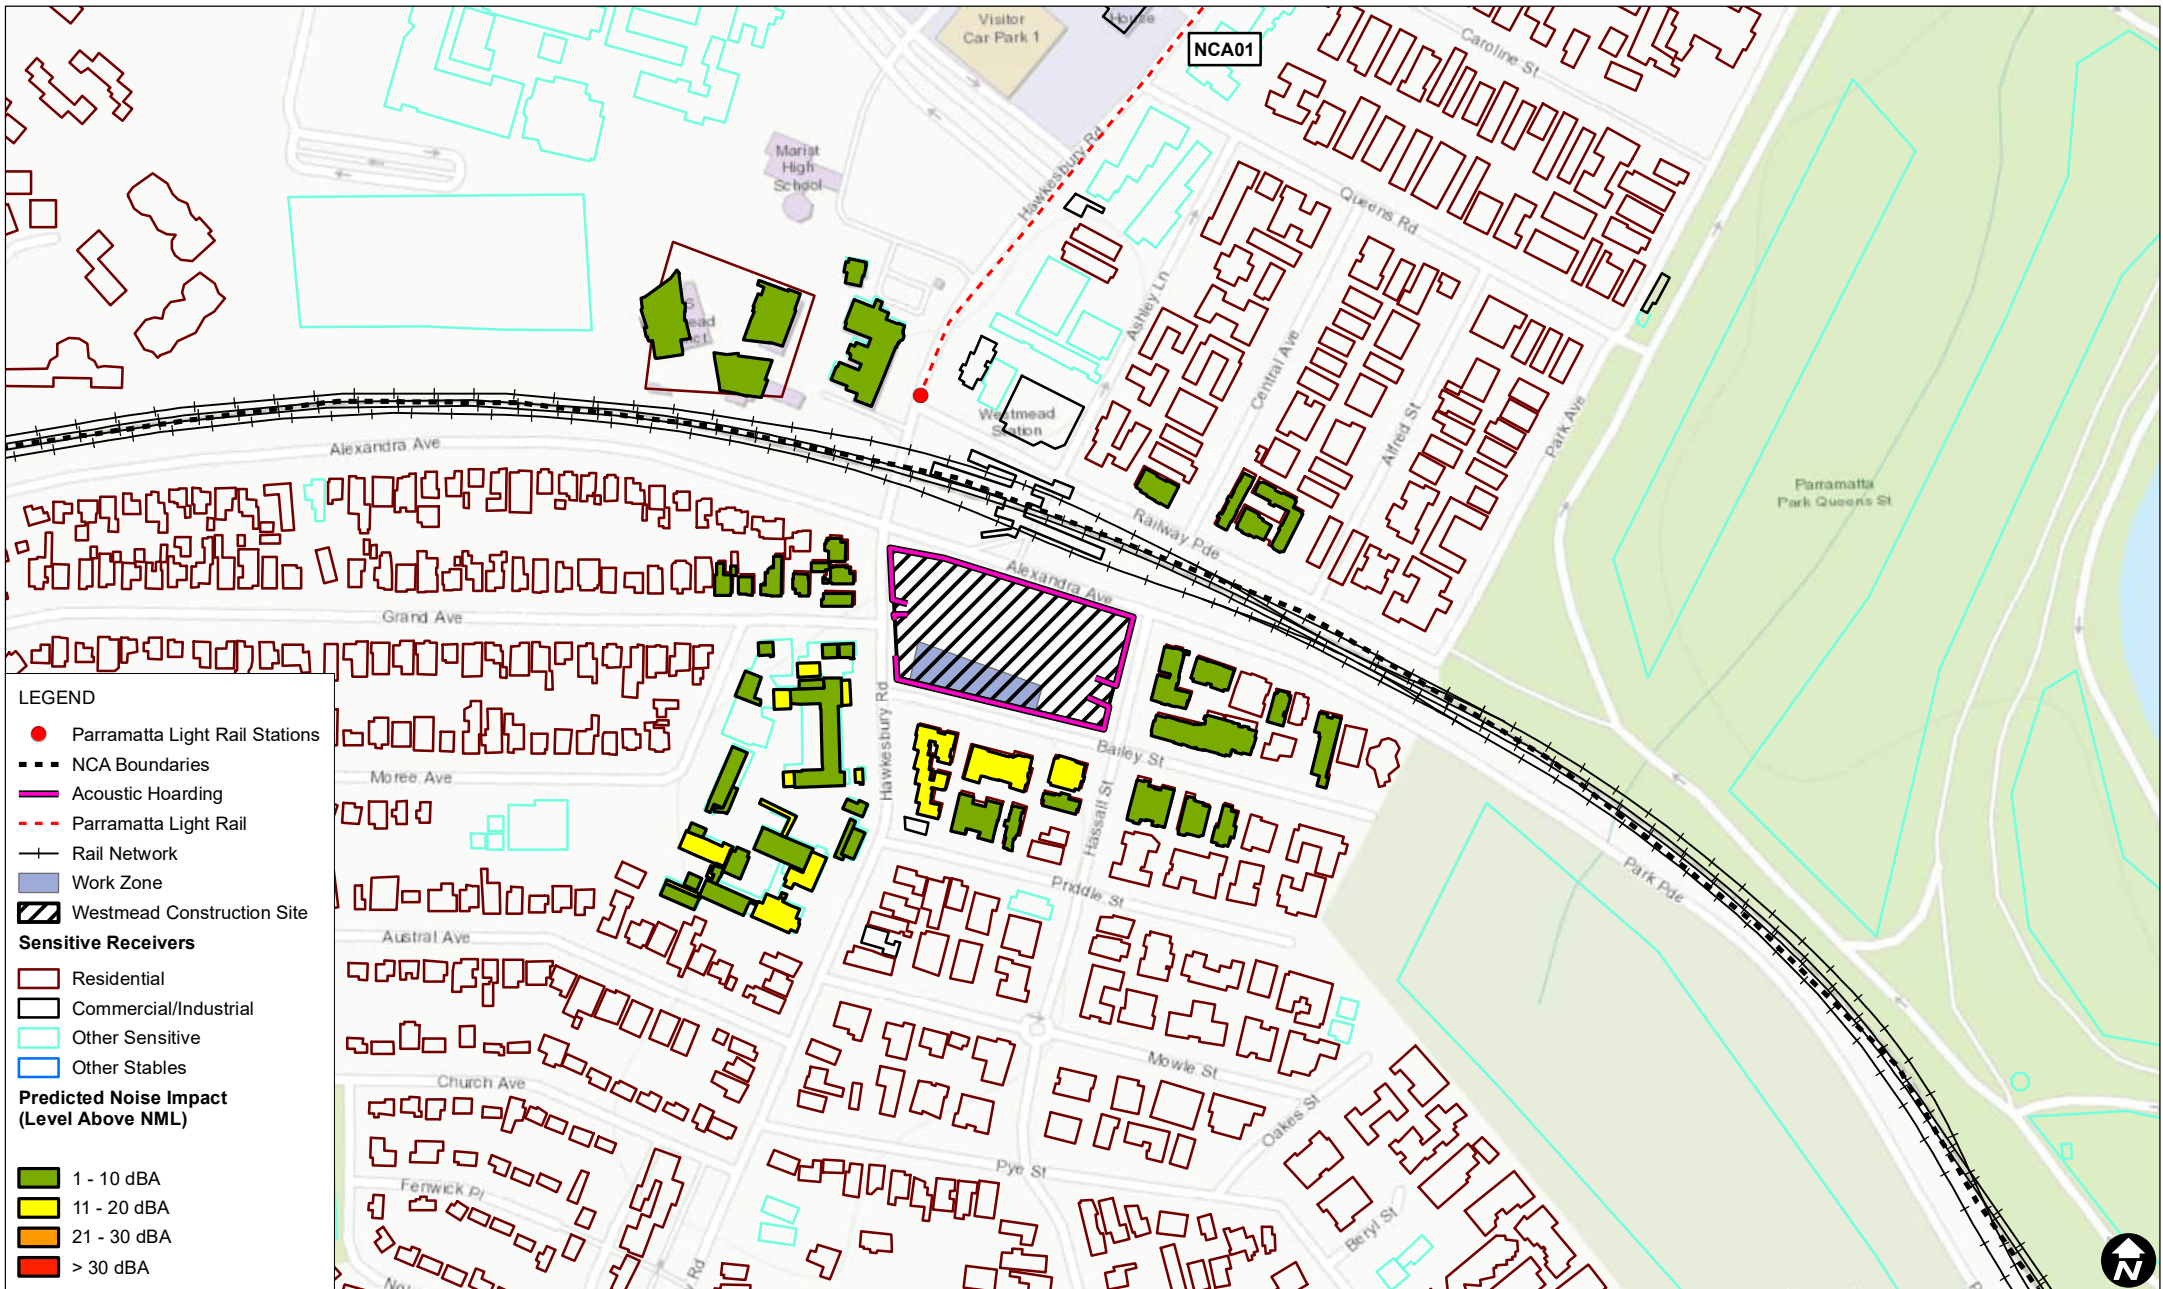 Visitor
Car Park 1
House
NCA01
Caroline St
Marist
High
School
Hawkesbury Rd
Queens Rd
Ashley Ln
Central Ave
Alfred St
Park Ave
Westmead
Station
Alexandra Ave
Railway Pde
Parramatta
Park Queens St
Alexandra Ave
Grand Ave
Hawkesbury Rd
Bailey St
Hassall St
Moree Ave
Priddle St
Park Pde
Austral Ave
Mowle St
Church Ave
Oakes St
Pye St
Fenwick Pl
Beryl St
Rd
LEGEND
Parramatta Light Rail Stations
NCA Boundaries
Acoustic Hoarding
Parramatta Light Rail
Rail Network
Work Zone
Westmead Construction Site
Sensitive Receivers
Residential
Commercial/Industrial
Other Sensitive
Other Stables
Predicted Noise Impact
(Level Above NML)
1 - 10 dBA
11 - 20 dBA
21 - 30 dBA
> 30 dBA
N